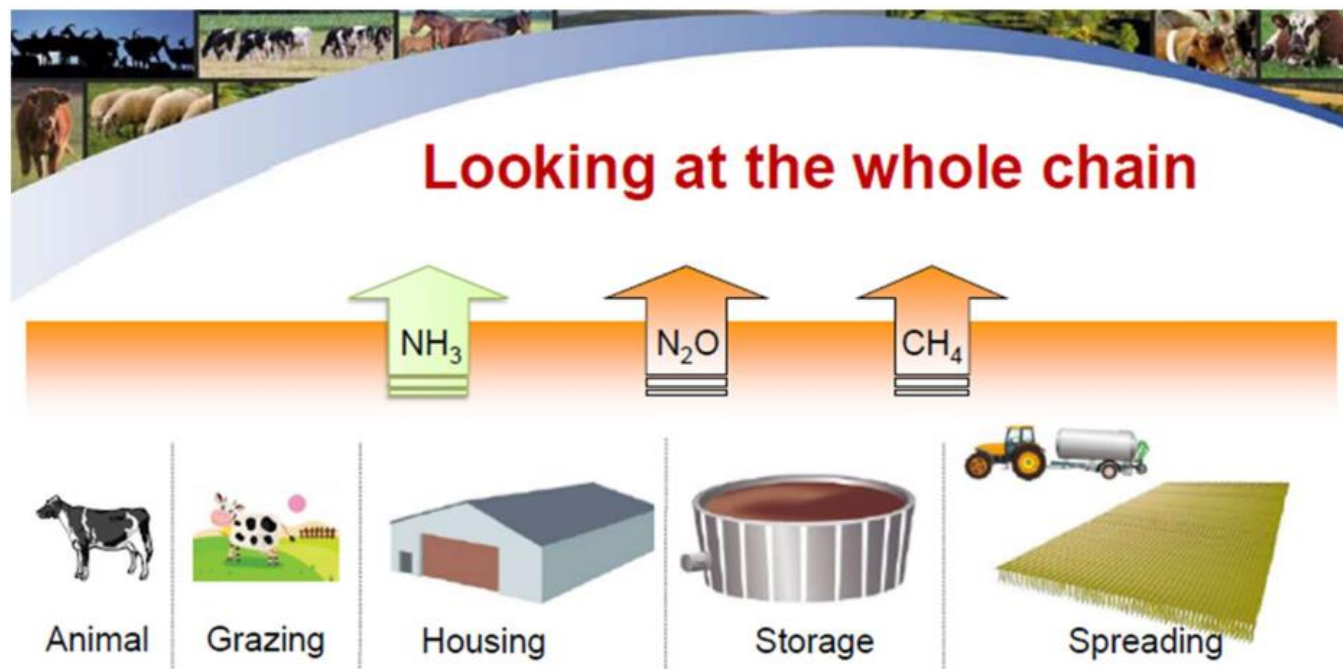 Looking at the whole chain
NH₃ N₂O CH₄
Animal Grazing Housing Storage Spreading